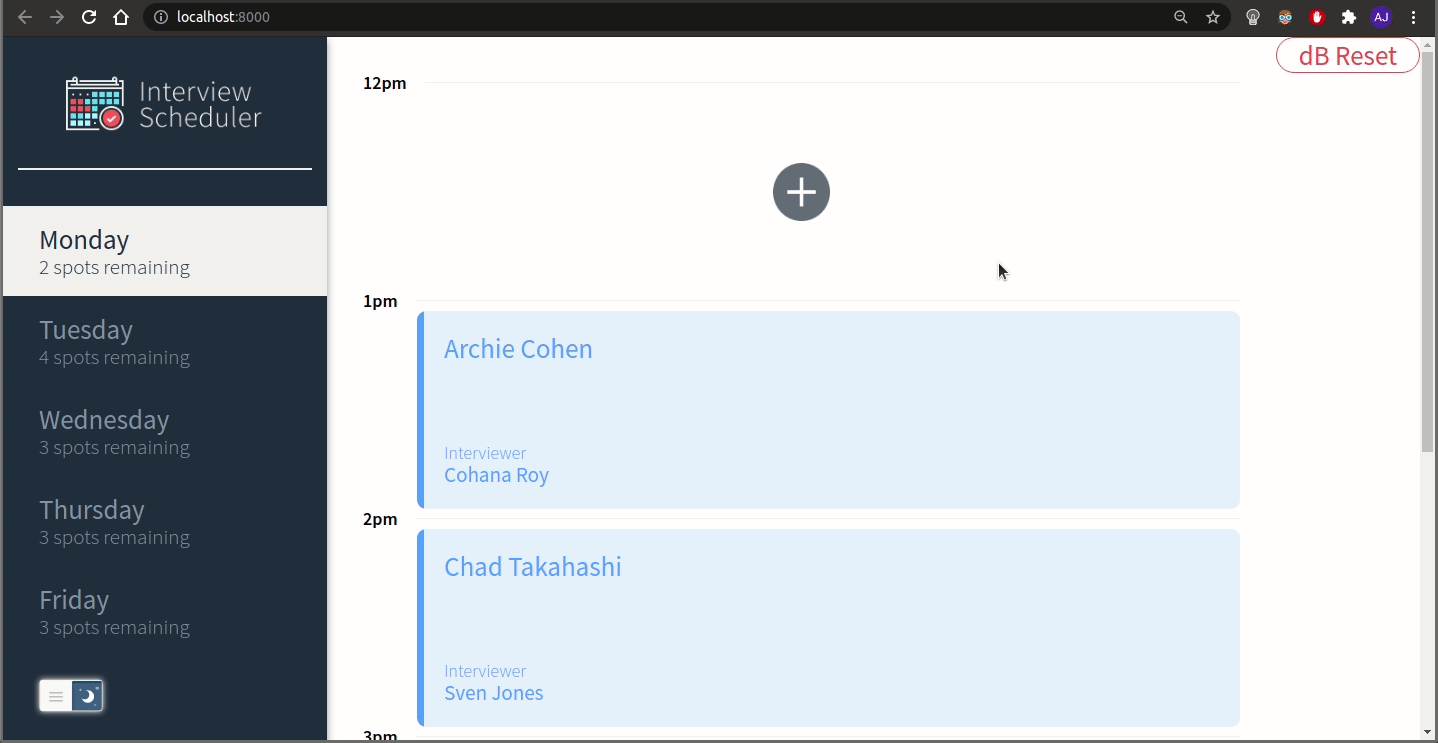 localhost:8000
AJ
Interview
Scheduler
Monday
2 spots remaining
Tuesday
4 spots remaining
Wednesday
3 spots remaining
Thursday
3 spots remaining
Friday
3 spots remaining
dB Reset
12pm
1pm
Archie Cohen
Interviewer
Cohana Roy
2pm
Chad Takahashi
Interviewer
Sven Jones
3pm